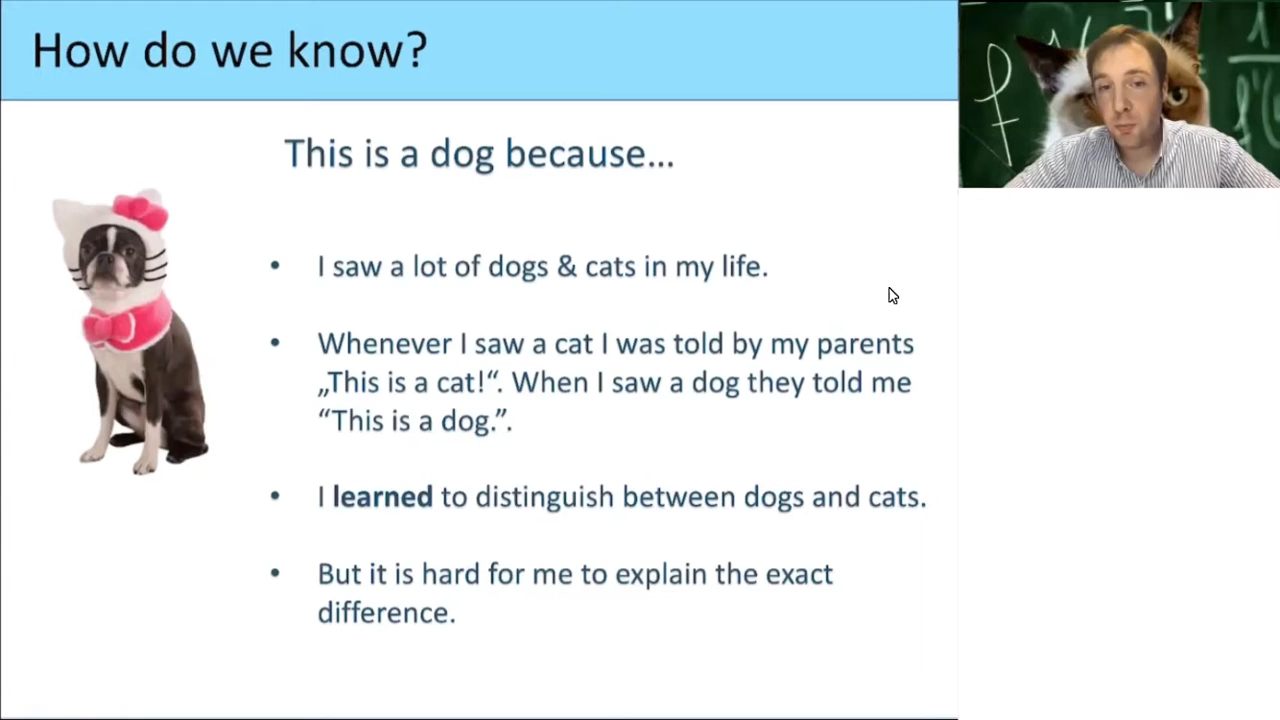 How do we know?
This is a dog because...
• I saw a lot of dogs & cats in my life.
• Whenever I saw a cat I was told by my parents
„This is a cat!“. When I saw a dog they told me
“This is a dog.”.
• I learned to distinguish between dogs and cats.
• But it is hard for me to explain the exact
difference.